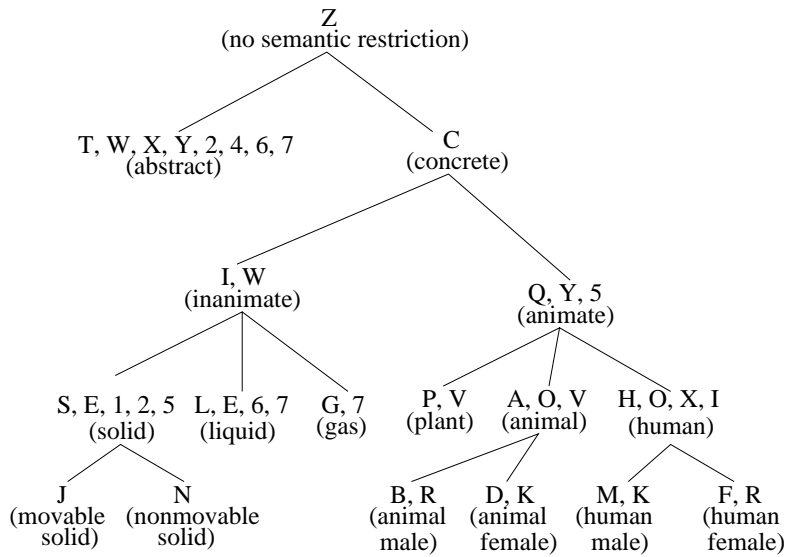 Z
(no semantic restriction)
T, W, X, Y, 2, 4, 6, 7
(abstract)
C
(concrete)
I, W
(inanimate)
Q, Y, 5
(animate)
S, E, 1, 2, 5
(solid)
L, E, 6, 7
(liquid)
G, 7
(gas)
P, V
(plant)
A, O, V
(animal)
H, O, X, I
(human)
J
(movable
solid)
N
(nonmovable
solid)
B, R
(animal
male)
D, K
(animal
female)
M, K
(human
male)
F, R
(human
female)